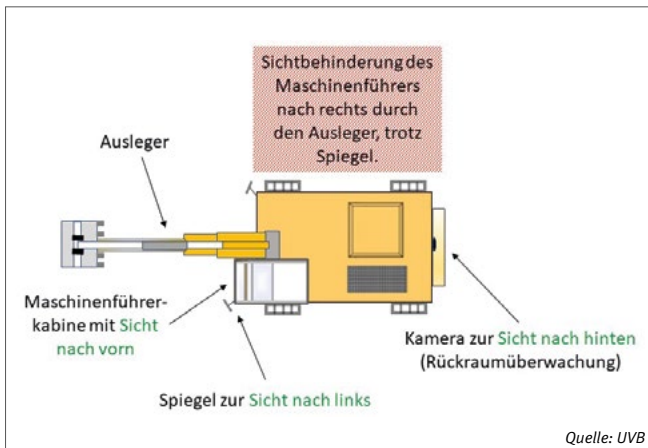 Sichtbehinderung des
Maschinenführers
nach rechts durch
den Ausleger, trotz
Spiegel.
Ausleger
Maschinenführer-
kabine mit Sicht
nach vorn
Kamera zur Sicht nach hinten
(Rückraumüberwachung)
Spiegel zur Sicht nach links
Quelle: UVB